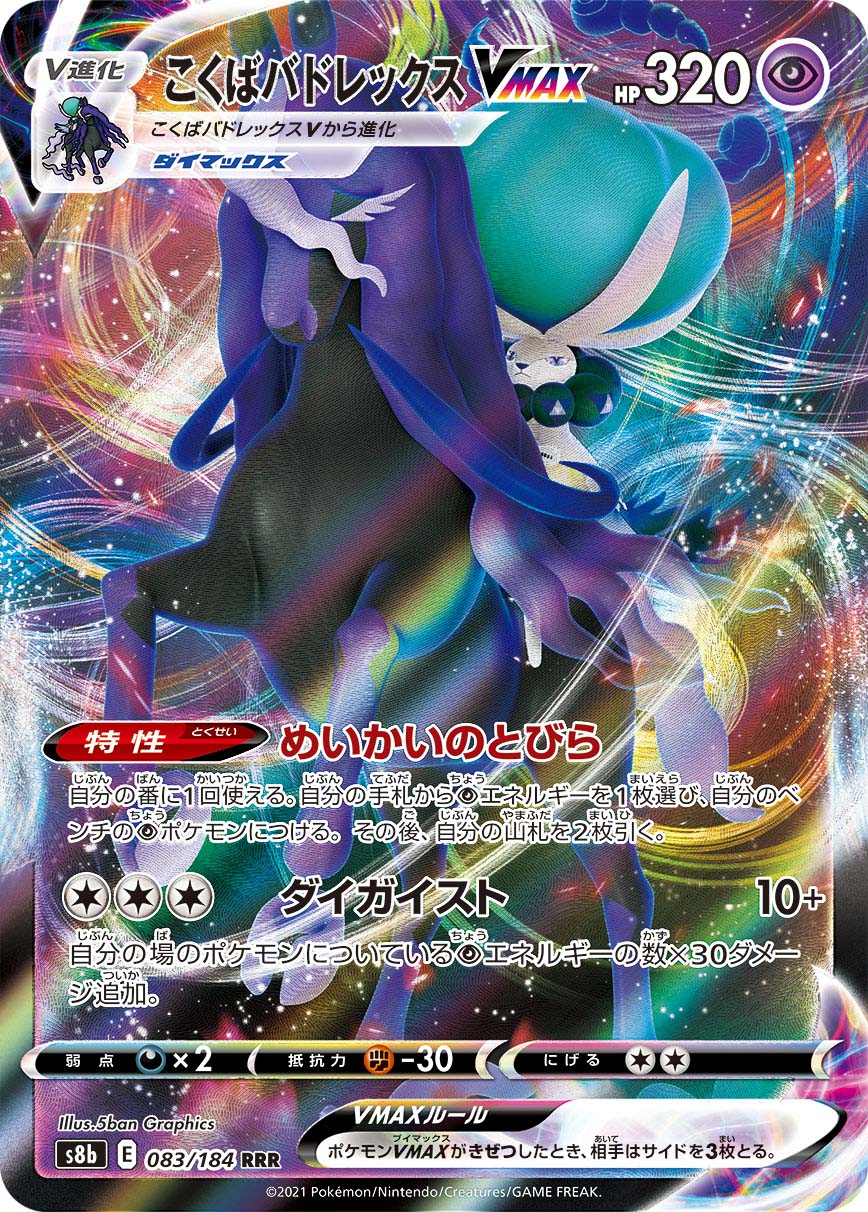 V進化
こくばバドレックス VMAX HP 320
こくばバドレックスVから進化
ダイマックス
特性 とくせい めいかいのとびら
自分の番に1回使える。自分の手札から エネルギーを1枚選び、自分のベ
ンチの ポケモンにつける。その後、自分の山札を2枚引く。
ダイガイスト 10+
自分の場のポケモンについている エネルギーの数×30ダメー
ジ追加。
弱点 ×2 抵抗力 -30 にげる
Illus.5ban Graphics
VMAXルール
ポケモンVMAXがきぜつしたとき、相手はサイドを3枚とる。
s8b E 083/184 RRR
©2021 Pokémon/Nintendo/Creatures/GAME FREAK.